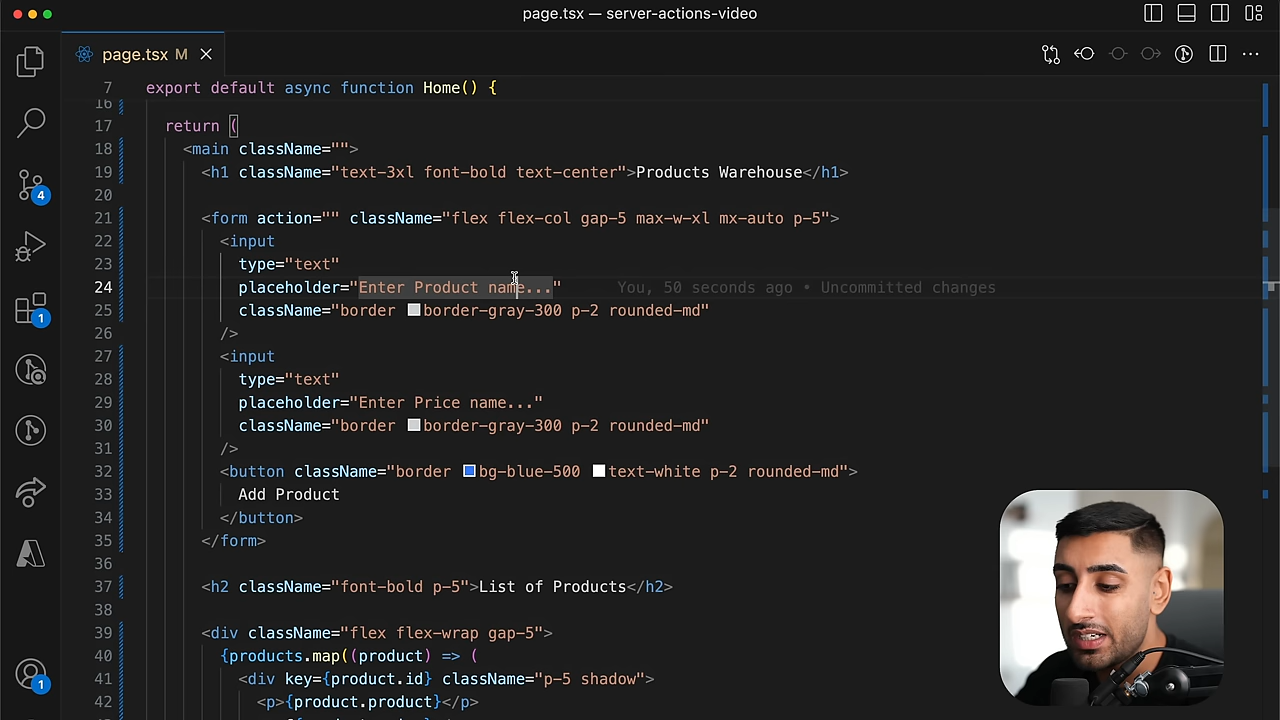 page.tsx — server-actions-video
page.tsx M
7 export default async function Home() {
16
17 return (
18 <main className="">
19 <h1 className="text-3xl font-bold text-center">Products Warehouse</h1>
20
21 <form action="" className="flex flex-col gap-5 max-w-xl mx-auto p-5">
22 <input
23 type="text"
24 placeholder="Enter Product name..." You, 50 seconds ago • Uncommitted changes
25 className="border border-gray-300 p-2 rounded-md"
26 />
27 <input
28 type="text"
29 placeholder="Enter Price name..."
30 className="border border-gray-300 p-2 rounded-md"
31 />
32 <button className="border bg-blue-500 text-white p-2 rounded-md">
33 Add Product
34 </button>
35 </form>
36
37 <h2 className="font-bold p-5">List of Products</h2>
38
39 <div className="flex flex-wrap gap-5">
40 {products.map((product) => (
41 <div key={product.id} className="p-5 shadow">
42 <p>{product.product}</p>
4
1
1